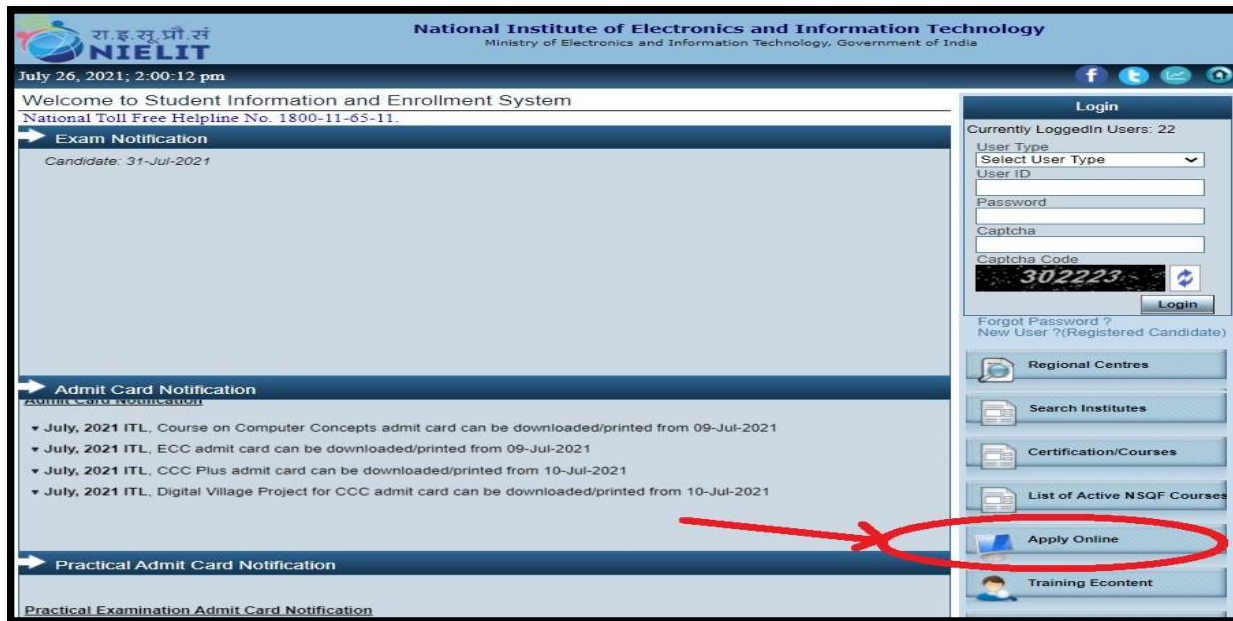 रा.इ.सू.प्रौ.सं
NIELIT
National Institute of Electronics and Information Technology
Ministry of Electronics and Information Technology, Government of India
July 26, 2021; 2:00:12 pm
Welcome to Student Information and Enrollment System
National Toll Free Helpline No. 1800-11-65-11.
Exam Notification
Candidate: 31-Jul-2021
Admit Card Notification
Admit Card Notification
July, 2021 ITL, Course on Computer Concepts admit card can be downloaded/printed from 09-Jul-2021
July, 2021 ITL, ECC admit card can be downloaded/printed from 09-Jul-2021
July, 2021 ITL, CCC Plus admit card can be downloaded/printed from 10-Jul-2021
July, 2021 ITL, Digital Village Project for CCC admit card can be downloaded/printed from 10-Jul-2021
Practical Admit Card Notification
Practical Examination Admit Card Notification
Login
Currently LoggedIn Users: 22
User Type
Select User Type
User ID
Password
Captcha
Captcha Code
302223
Login
Forgot Password ?
New User ?(Registered Candidate)
Regional Centres
Search Institutes
Certification/Courses
List of Active NSQF Courses
Apply Online
Training Econtent